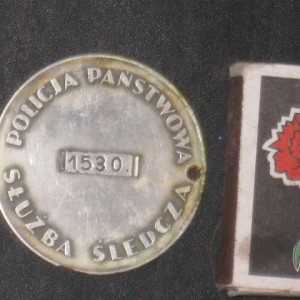 POLICJA PAŃSTWOWA
1530.
SŁUŻBA ŚLEDCZA